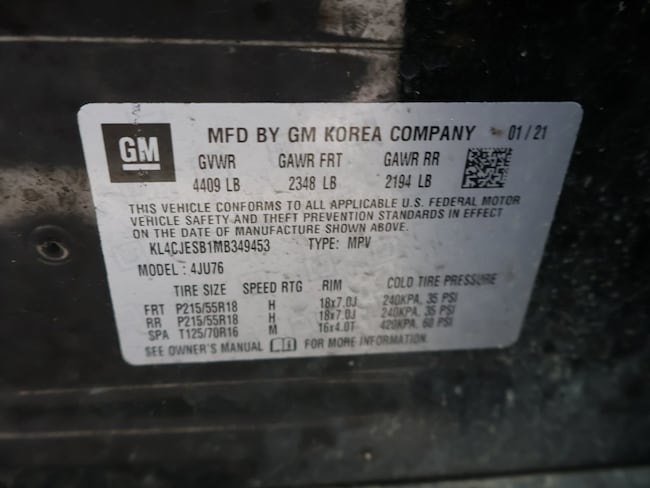 GM MFD BY GM KOREA COMPANY 01/21
GVWR GAWR FRT GAWR RR
4409 LB 2348 LB 2194 LB
THIS VEHICLE CONFORMS TO ALL APPLICABLE U.S. FEDERAL MOTOR
VEHICLE SAFETY AND THEFT PREVENTION STANDARDS IN EFFECT
ON THE DATE OF MANUFACTURE SHOWN ABOVE.
KL4CJESB1MB349453 TYPE: MPV
MODEL: 4JU76
TIRE SIZE SPEED RTG RIM COLD TIRE PRESSURE
FRT P215/55R18 H 18x7.0J 240KPA, 35 PSI
RR P215/55R18 H 18x7.0J 240KPA, 35 PSI
SPA T125/70R16 M 16x4.0T 420KPA, 60 PSI
SEE OWNER'S MANUAL FOR MORE INFORMATION.